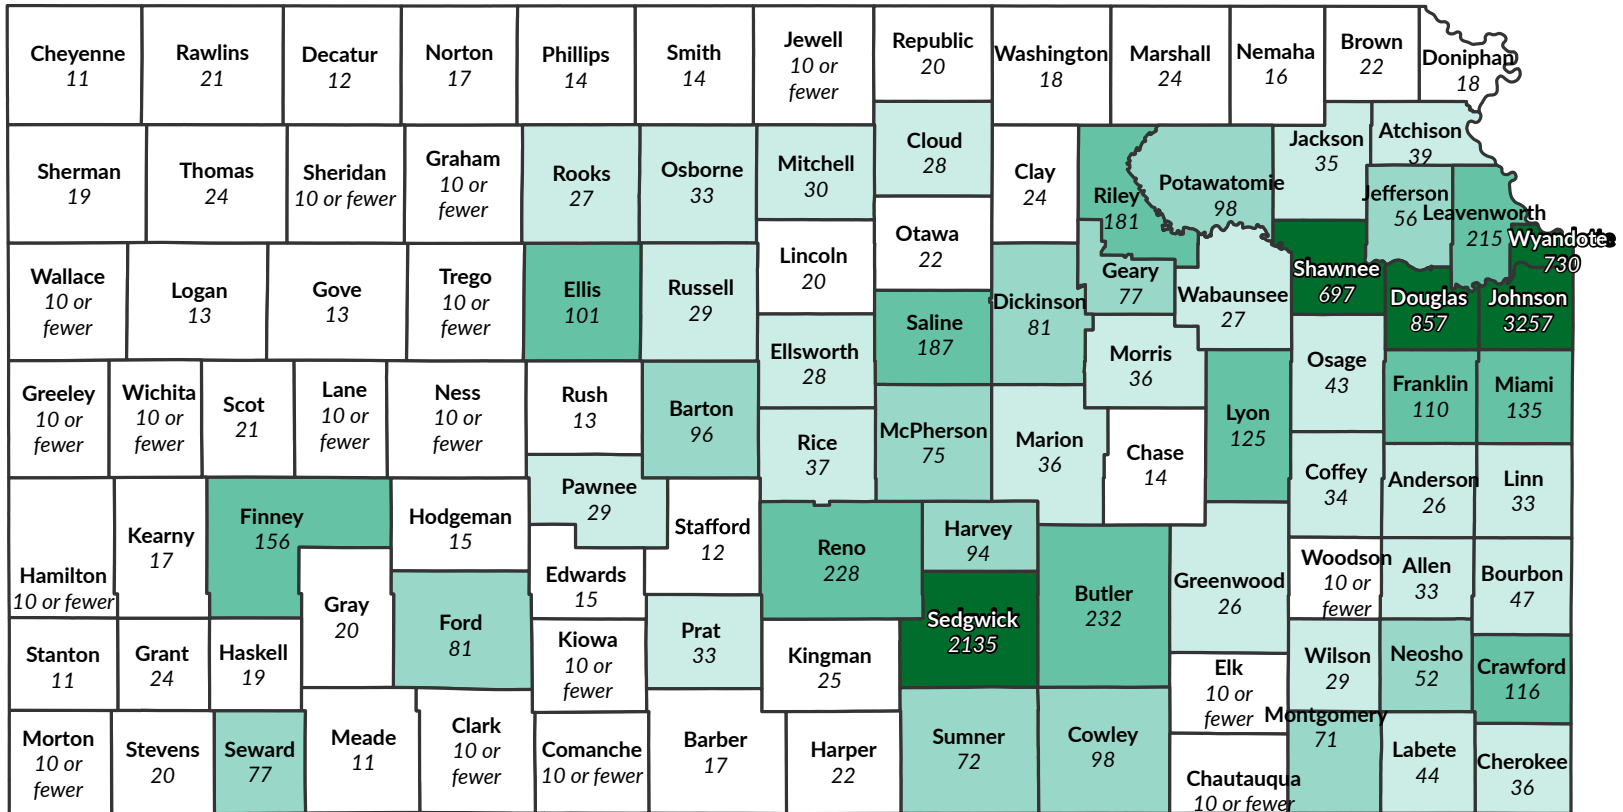 Cheyenne
11
Rawlins
21
Decatur
12
Norton
17
Phillips
14
Smith
14
Jewell
10 or
fewer
Republic
20
Washington
18
Marshall
24
Nemaha
16
Brown
22
Doniphan
18
Sherman
19
Thomas
24
Sheridan
10 or fewer
Graham
10 or
fewer
Rooks
27
Osborne
33
Mitchell
30
Cloud
28
Clay
24
Riley
181
Potawatomie
98
Jackson
35
Atchison
39
Jefferson
56
Leavenworth
215
Wyandotte
730
Wallace
10 or
fewer
Logan
13
Gove
13
Trego
10 or
fewer
Ellis
101
Russell
29
Lincoln
20
Otawa
22
Dickinson
81
Geary
77
Wabaunsee
27
Shawnee
697
Douglas
857
Johnson
3257
Ellsworth
28
Saline
187
Morris
36
Osage
43
Franklin
110
Miami
135
Greeley
10 or
fewer
Wichita
10 or
fewer
Scot
21
Lane
10 or
fewer
Ness
10 or
fewer
Rush
13
Barton
96
Rice
37
McPherson
75
Marion
36
Chase
14
Lyon
125
Coffey
34
Anderson
26
Linn
33
Hamilton
10 or fewer
Kearny
17
Finney
156
Hodgeman
15
Pawnee
29
Stafford
12
Reno
228
Harvey
94
Butler
232
Greenwood
26
Woodson
10 or
fewer
Allen
33
Bourbon
47
Gray
20
Ford
81
Edwards
15
Sedgwick
2135
Stanton
11
Grant
24
Haskell
19
Kiowa
10 or
fewer
Prat
33
Kingman
25
Elk
10 or
fewer
Wilson
29
Neosho
52
Crawford
116
Morton
10 or
fewer
Stevens
20
Seward
77
Meade
11
Clark
10 or
fewer
Comanche
10 or fewer
Barber
17
Harper
22
Sumner
72
Cowley
98
Chautauqua
10 or fewer
Montgomery
71
Labete
44
Cherokee
36